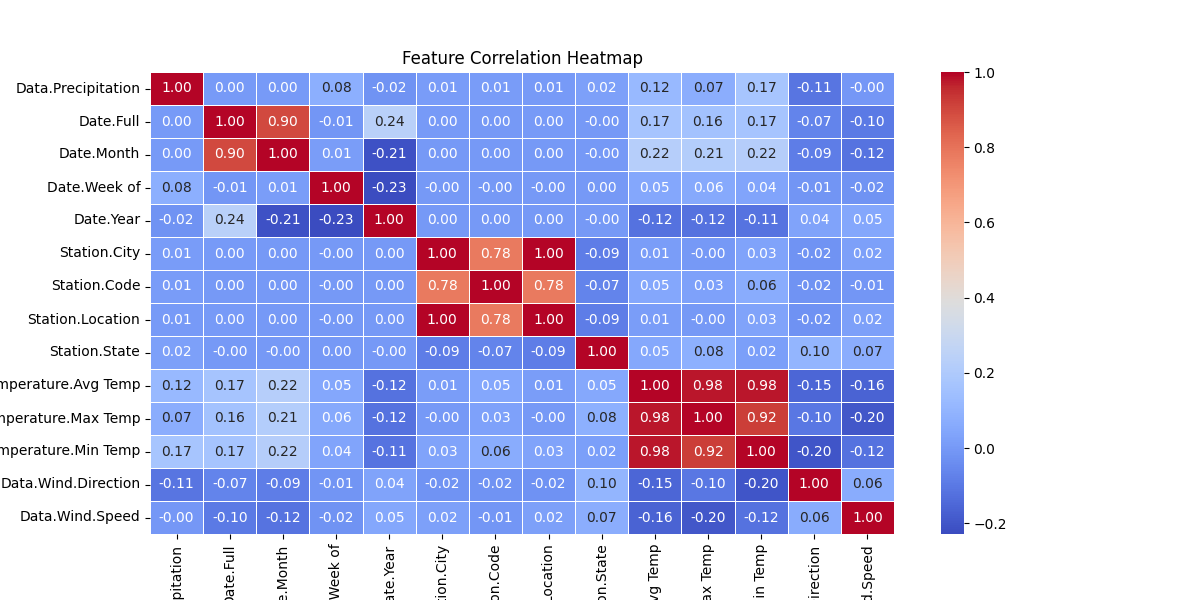 Feature Correlation Heatmap
Data.Precipitation 1.00 0.00 0.00 0.08 -0.02 0.01 0.01 0.01 0.02 0.12 0.07 0.17 -0.11 -0.00
Date.Full 0.00 1.00 0.90 -0.01 0.24 0.00 0.00 0.00 -0.00 0.17 0.16 0.17 -0.07 -0.10
Date.Month 0.00 0.90 1.00 0.01 -0.21 0.00 0.00 0.00 -0.00 0.22 0.21 0.22 -0.09 -0.12
Date.Week of 0.08 -0.01 0.01 1.00 -0.23 -0.00 -0.00 -0.00 0.00 0.05 0.06 0.04 -0.01 -0.02
Date.Year -0.02 0.24 -0.21 -0.23 1.00 0.00 0.00 0.00 -0.00 -0.12 -0.12 -0.11 0.04 0.05
Station.City 0.01 0.00 0.00 -0.00 0.00 1.00 0.78 1.00 -0.09 0.01 -0.00 0.03 -0.02 0.02
Station.Code 0.01 0.00 0.00 -0.00 0.00 0.78 1.00 0.78 -0.07 0.05 0.03 0.06 -0.02 -0.01
Station.Location 0.01 0.00 0.00 -0.00 0.00 1.00 0.78 1.00 -0.09 0.01 -0.00 0.03 -0.02 0.02
Station.State 0.02 -0.00 -0.00 0.00 -0.00 -0.09 -0.07 -0.09 1.00 0.05 0.08 0.02 0.10 0.07
mperature.Avg Temp 0.12 0.17 0.22 0.05 -0.12 0.01 0.05 0.01 0.05 1.00 0.98 0.98 -0.15 -0.16
mperature.Max Temp 0.07 0.16 0.21 0.06 -0.12 -0.00 0.03 -0.00 0.08 0.98 1.00 0.92 -0.10 -0.20
mperature.Min Temp 0.17 0.17 0.22 0.04 -0.11 0.03 0.06 0.03 0.02 0.98 0.92 1.00 -0.20 -0.12
Data.Wind.Direction -0.11 -0.07 -0.09 -0.01 0.04 -0.02 -0.02 -0.02 0.10 -0.15 -0.10 -0.20 1.00 0.06
Data.Wind.Speed -0.00 -0.10 -0.12 -0.02 0.05 0.02 -0.01 0.02 0.07 -0.16 -0.20 -0.12 0.06 1.00
pitation
Date.Full
e.Month
Week of
ate.Year
tion.City
on.Code
Location
on.State
vg Temp
ax Temp
in Temp
irection
d.Speed
1.0
0.8
0.6
0.4
0.2
0.0
−0.2